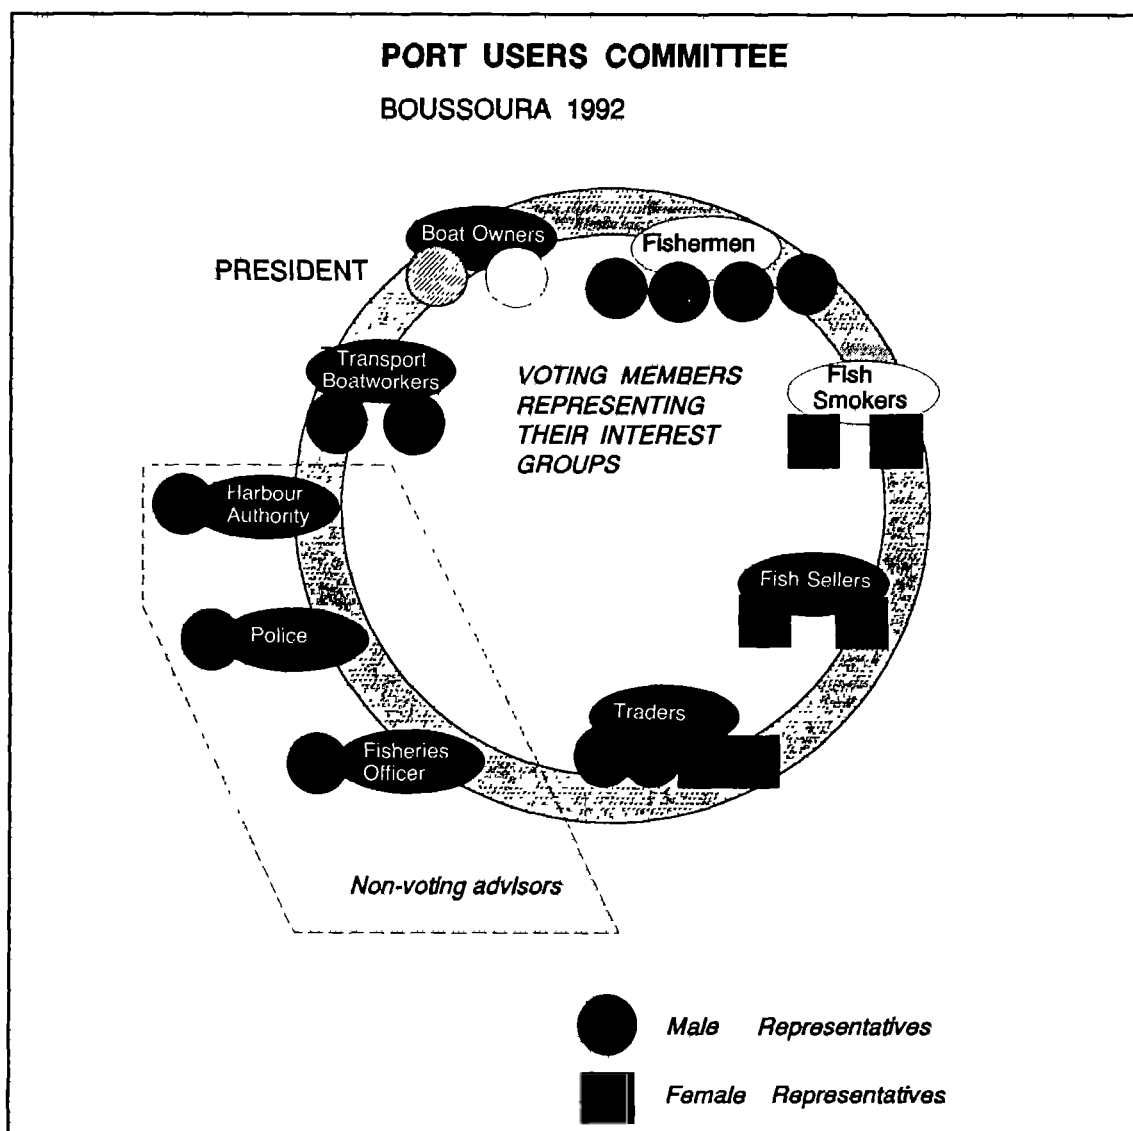 PORT USERS COMMITTEE
BOUSSOURA 1992
Boat Owners
Fishermen
PRESIDENT
Transport
Boatworkers
VOTING MEMBERS
REPRESENTING
THEIR INTEREST
GROUPS
Fish
Smokers
Harbour
Authority
Fish Sellers
Police
Traders
Fisheries
Officer
Non-voting advisors
Male Representatives
Female Representatives